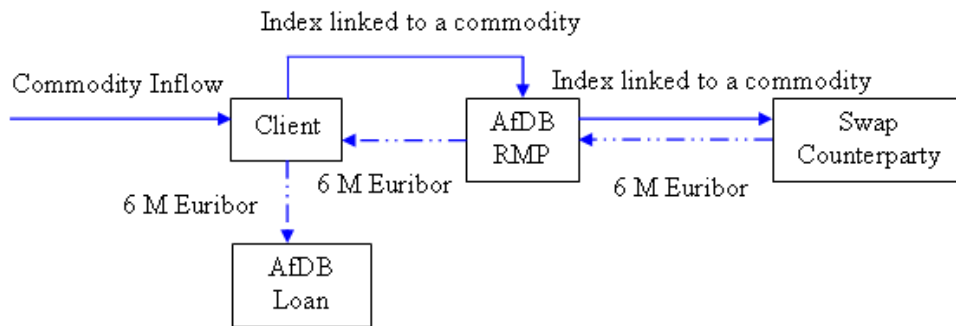 Index linked to a commodity
Commodity Inflow
Index linked to a commodity
Client
AfDB
RMP
Swap
Counterparty
6 M Euribor
6 M Euribor
6 M Euribor
AfDB
Loan